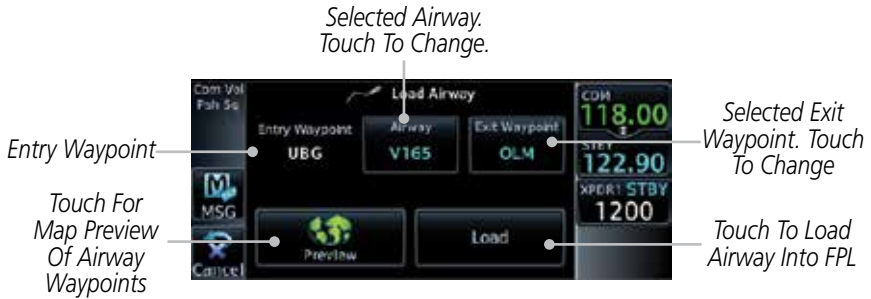 Selected Airway.
Touch To Change.
Com Vol
Psh Sq
Load Airway
COM
118.00
Entry Waypoint
UBG
Airway
V165
Exit Waypoint
OLM
STBY
122.90
XPDR1 STBY
1200
MSG
Cancel
Preview
Load
Entry Waypoint
Touch For
Map Preview
Of Airway
Waypoints
Selected Exit
Waypoint. Touch
To Change
Touch To Load
Airway Into FPL